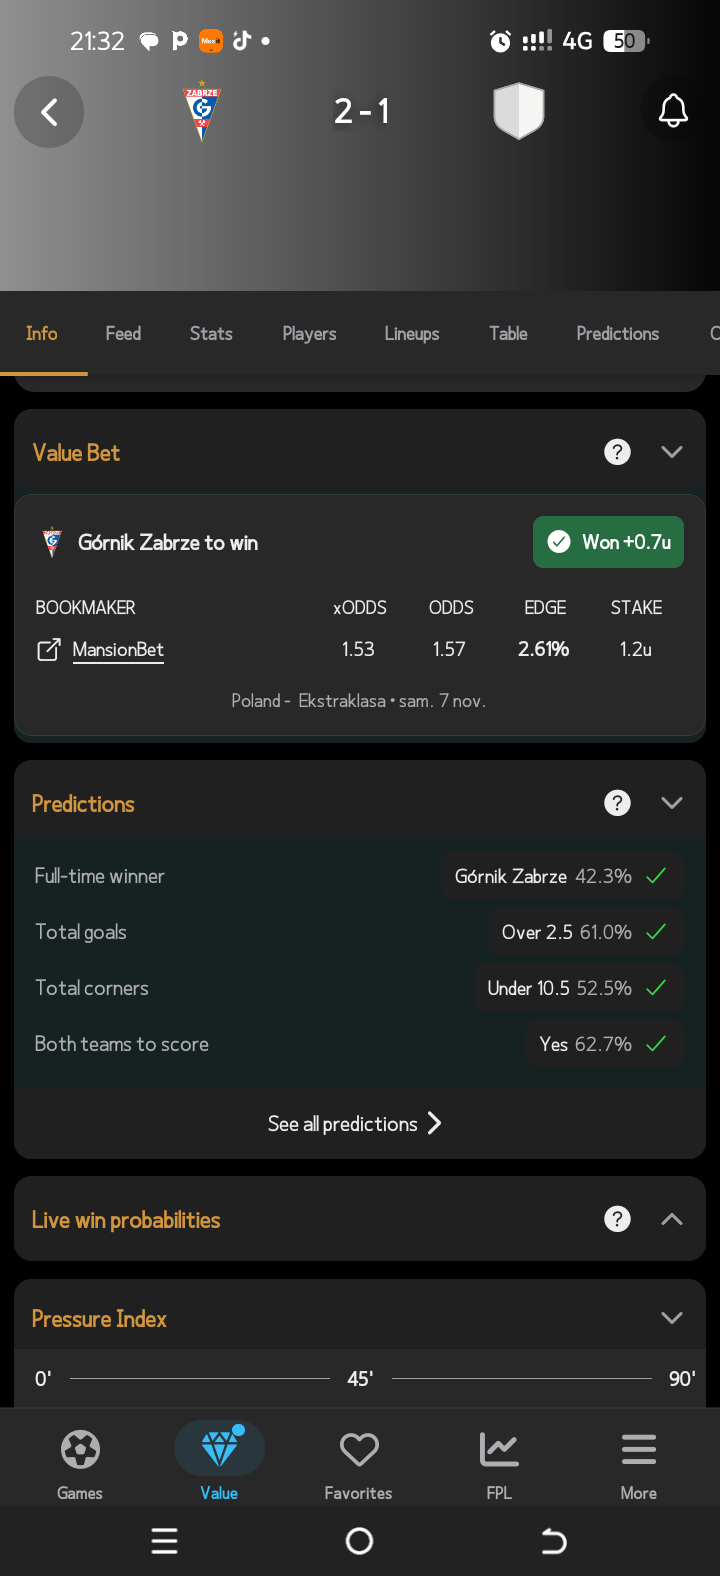 21:32
4G 50
ZABRZE
2 - 1
Info Feed Stats Players Lineups Table Predictions
Value Bet ?
Górnik Zabrze to win Won +0.7u
BOOKMAKER xODDS ODDS EDGE STAKE
MansionBet 1.53 1.57 2.61% 1.2u
Poland - Ekstraklasa • sam. 7 nov.
Predictions ?
Full-time winner Górnik Zabrze 42.3%
Total goals Over 2.5 61.0%
Total corners Under 10.5 52.5%
Both teams to score Yes 62.7%
See all predictions
Live win probabilities ?
Pressure Index
0' 45' 90'
Games Value Favorites FPL More